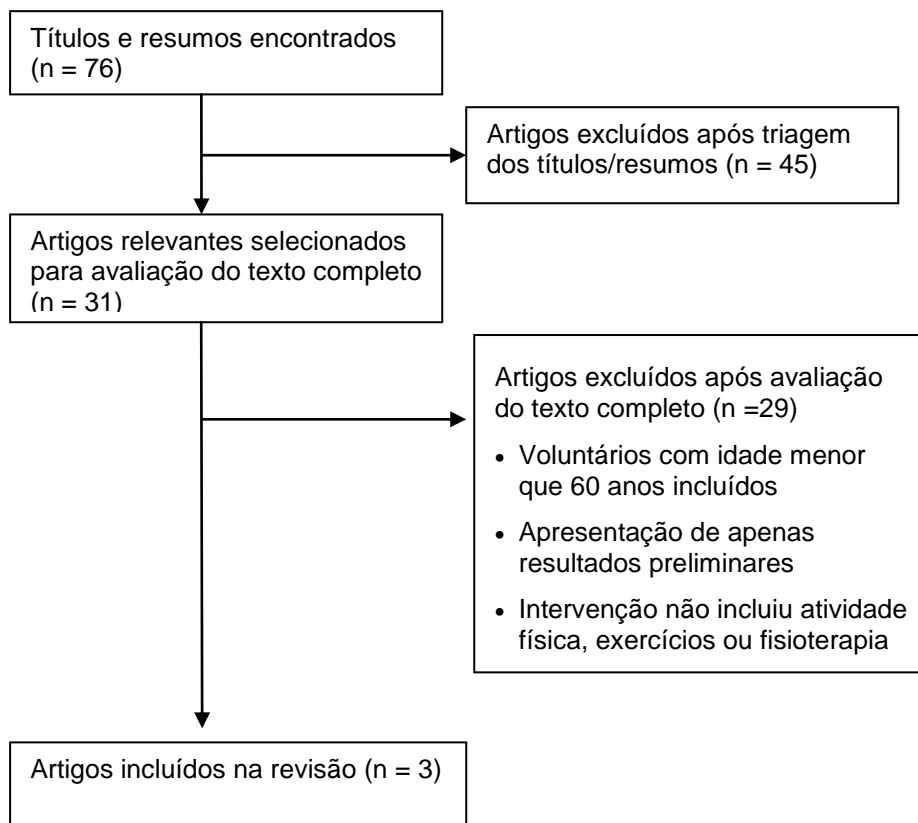 Títulos e resumos encontrados
(n = 76)
Artigos excluídos após triagem
dos títulos/resumos (n = 45)
Artigos relevantes selecionados
para avaliação do texto completo
(n = 31)
Artigos excluídos após avaliação
do texto completo (n =29)
• Voluntários com idade menor
que 60 anos incluídos
• Apresentação de apenas
resultados preliminares
• Intervenção não incluiu atividade
física, exercícios ou fisioterapia
Artigos incluídos na revisão (n = 3)